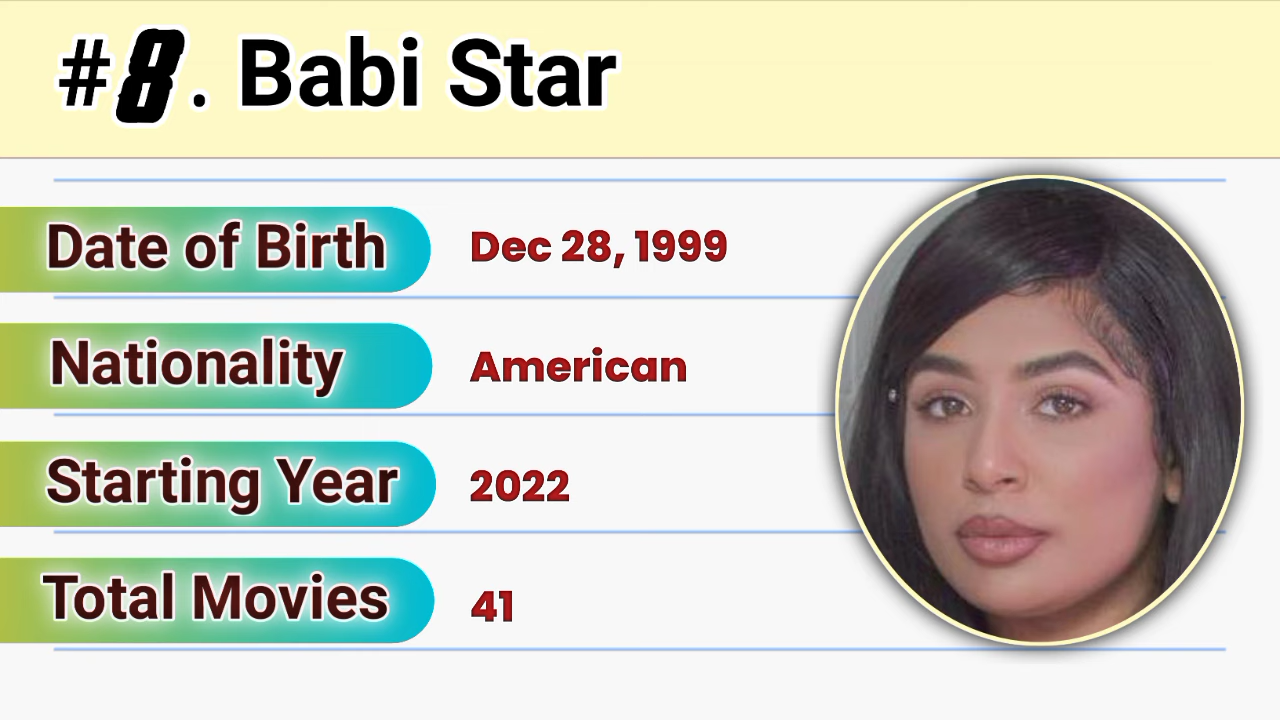 #8. Babi Star
Date of Birth Dec 28, 1999
Nationality American
Starting Year 2022
Total Movies 41